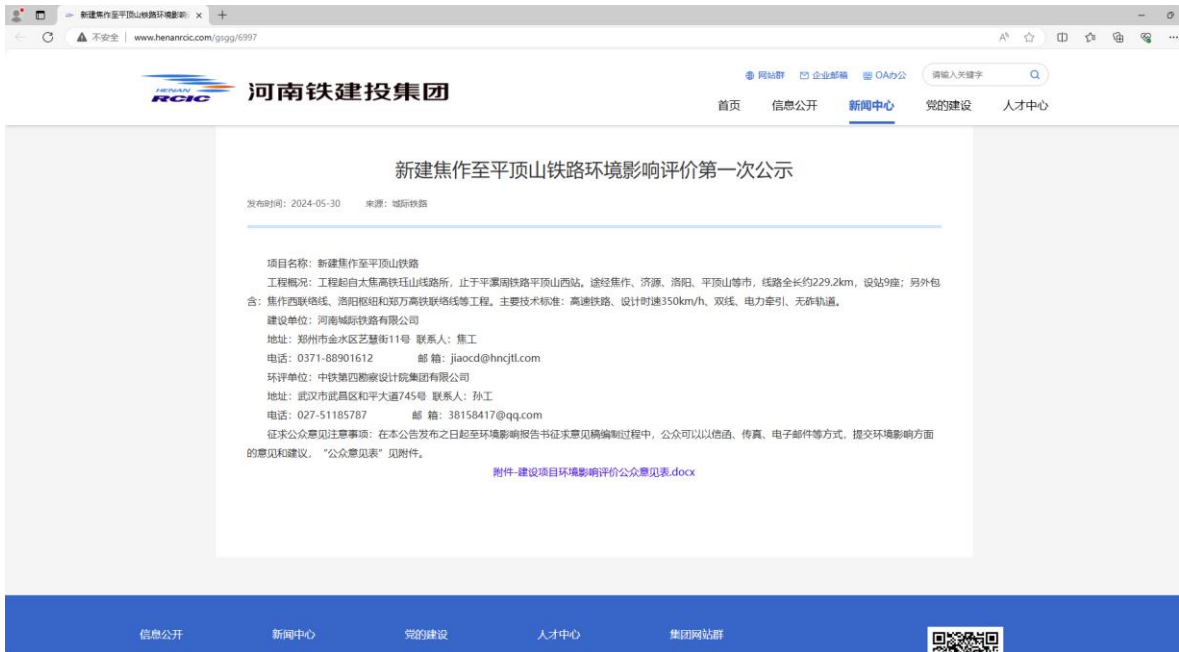 新建焦作至平顶山铁路环境影响
不安全 | www.henanrcic.com/gsgg/6997
网站群 企业邮箱 OA办公 请输入关键字
HENAN
RCIC
河南铁建投集团
首页 信息公开 新闻中心 党的建设 人才中心
新建焦作至平顶山铁路环境影响评价第一次公示
发布时间：2024-05-30 来源：城际铁路
项目名称：新建焦作至平顶山铁路
工程概况：工程起自太焦高铁珏山线路所，止于平漯周铁路平顶山西站。途经焦作、济源、洛阳、平顶山等市，线路全长约229.2km，设站9座；另外包
含：焦作西联络线、洛阳枢纽和郑万高铁联络线等工程。主要技术标准：高速铁路、设计时速350km/h、双线、电力牵引、无砟轨道。
建设单位：河南城际铁路有限公司
地址：郑州市金水区艺慧街11号 联系人：焦工
电话：0371-88901612 邮 箱：jiaocd@hncjtl.com
环评单位：中铁第四勘察设计院集团有限公司
地址：武汉市武昌区和平大道745号 联系人：孙工
电话：027-51185787 邮 箱：38158417@qq.com
征求公众意见注意事项：在本公告发布之日起至环境影响报告书征求意见稿编制过程中，公众可以以信函、传真、电子邮件等方式，提交环境影响方面
的意见和建议，“公众意见表”见附件。
附件-建设项目环境影响评价公众意见表.docx
信息公开 新闻中心 党的建设 人才中心 集团网站群